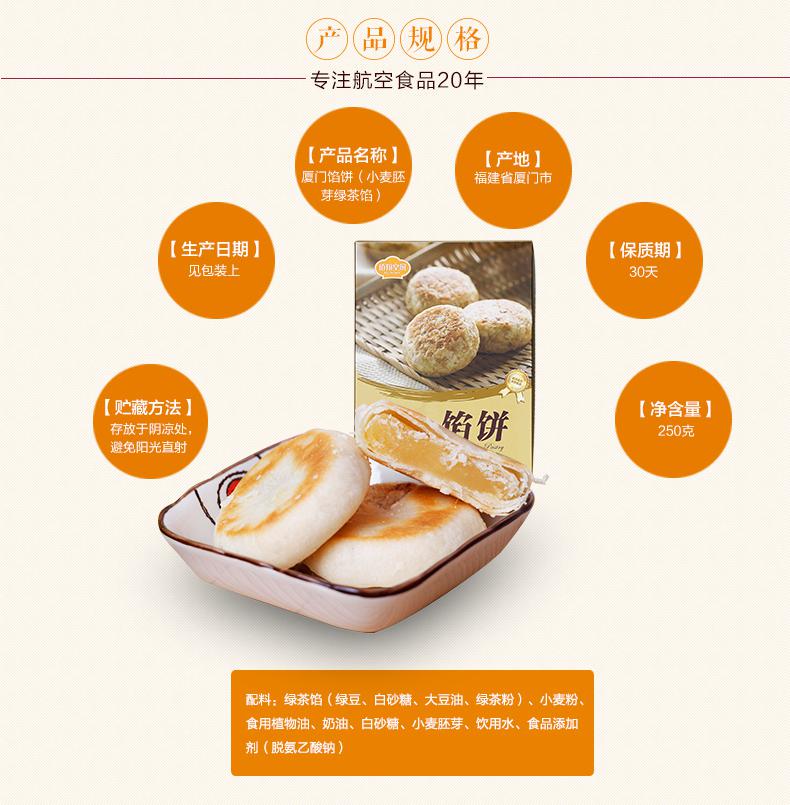 产品规格
专注航空食品20年
【产品名称】
厦门馅饼（小麦胚
芽绿茶馅）
【产地】
福建省厦门市
【生产日期】
见包装上
【保质期】
30天
【贮藏方法】
存放于阴凉处，
避免阳光直射
【净含量】
250克
馅饼
Pastry
配料：绿茶馅（绿豆、白砂糖、大豆油、绿茶粉）、小麦粉、
食用植物油、奶油、白砂糖、小麦胚芽、饮用水、食品添加
剂（脱氨乙酸钠）